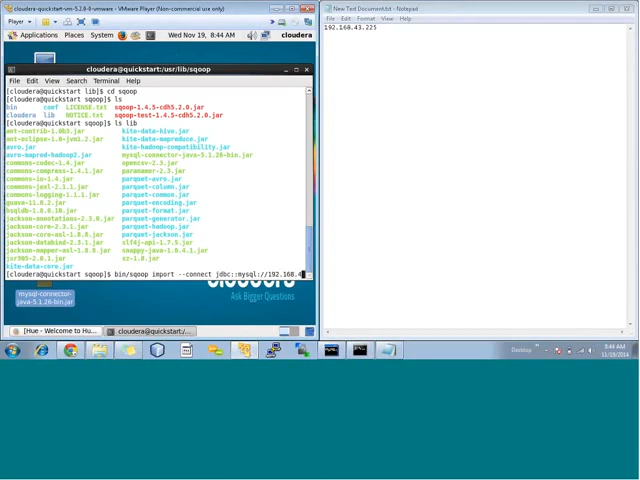 cloudera-quickstart-vm-5.2.0-0-vmware - VMware Player (Non-commercial use only)
Player
Applications Places System Wed Nov 19, 8:44 AM cloudera
cloudera@quickstart:/usr/lib/sqoop
File Edit View Search Terminal Help
[cloudera@quickstart lib]$ cd sqoop
[cloudera@quickstart sqoop]$ ls
bin conf LICENSE.txt sqoop-1.4.5-cdh5.2.0.jar
cloudera lib NOTICE.txt sqoop-test-1.4.5-cdh5.2.0.jar
[cloudera@quickstart sqoop]$ ls lib
ant-contrib-1.0b3.jar kite-data-hive.jar
ant-eclipse-1.0-jvm1.2.jar kite-data-mapreduce.jar
avro.jar kite-hadoop-compatibility.jar
avro-mapred-hadoop2.jar mysql-connector-java-5.1.26-bin.jar
commons-codec-1.4.jar opencsv-2.3.jar
commons-compress-1.4.1.jar paranamer-2.3.jar
commons-io-1.4.jar parquet-avro.jar
commons-jexl-2.1.1.jar parquet-column.jar
commons-logging-1.1.1.jar parquet-common.jar
parquet-encoding.jar
hsqldb-1.8.0.10.jar parquet-format.jar
jackson-annotations-2.3.0.jar parquet-generator.jar
jackson-core-2.3.1.jar parquet-hadoop.jar
jackson-core-asl-1.8.8.jar parquet-jackson.jar
jackson-databind-2.3.1.jar slf4j-api-1.7.5.jar
jackson-mapper-asl-1.8.8.jar snappy-java-1.0.4.1.jar
jsr305-2.0.1.jar xz-1.0.jar
kite-data-core.jar
[cloudera@quickstart sqoop]$ bin/sqoop import --connect jdbc::mysql://192.168.4
mysql-connector-
java-5.1.26-bin.jar
Ask Bigger Questions
[Hue - Welcome to Hu... cloudera@quickstart:/...
New Text Document.txt - Notepad
File Edit Format View Help
192.168.43.225
Desktop
8:44 AM
11/19/2014